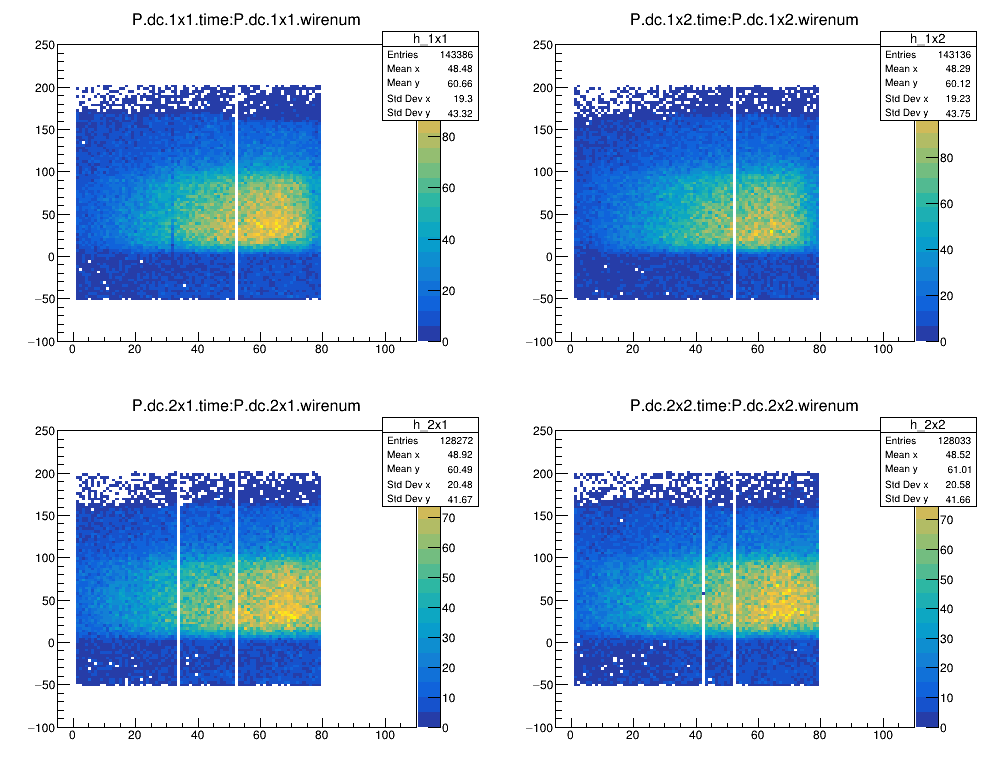 P.dc.1x1.time:P.dc.1x1.wirenum
h_1x1
Entries 143386
Mean x 48.48
Mean y 60.66
Std Dev x 19.3
Std Dev y 43.32
250
200
150
100
50
0
−50
−100
0 20 40 60 80 100
80
60
40
20
0
P.dc.1x2.time:P.dc.1x2.wirenum
h_1x2
Entries 143136
Mean x 48.29
Mean y 60.12
Std Dev x 19.23
Std Dev y 43.75
250
200
150
100
50
0
−50
−100
0 20 40 60 80 100
80
60
40
20
0
P.dc.2x1.time:P.dc.2x1.wirenum
h_2x1
Entries 128272
Mean x 48.92
Mean y 60.49
Std Dev x 20.48
Std Dev y 41.67
250
200
150
100
50
0
−50
−100
0 20 40 60 80 100
70
60
50
40
30
20
10
0
P.dc.2x2.time:P.dc.2x2.wirenum
h_2x2
Entries 128033
Mean x 48.52
Mean y 61.01
Std Dev x 20.58
Std Dev y 41.66
250
200
150
100
50
0
−50
−100
0 20 40 60 80 100
70
60
50
40
30
20
10
0